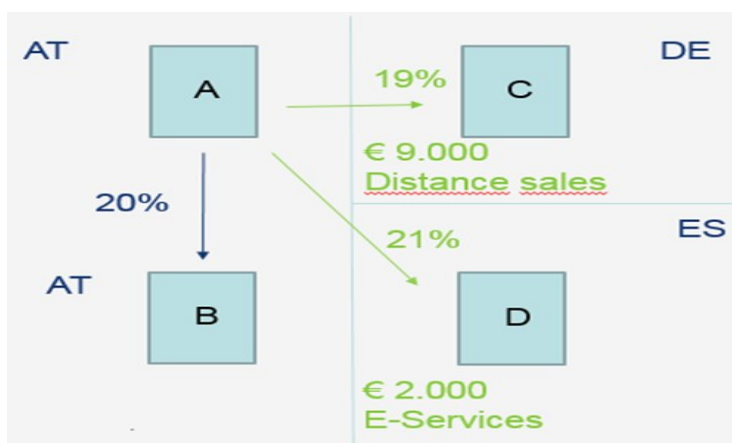 AT
A
19%
C
DE
€ 9.000
Distance sales
20%
21%
ES
AT
B
D
€ 2.000
E-Services